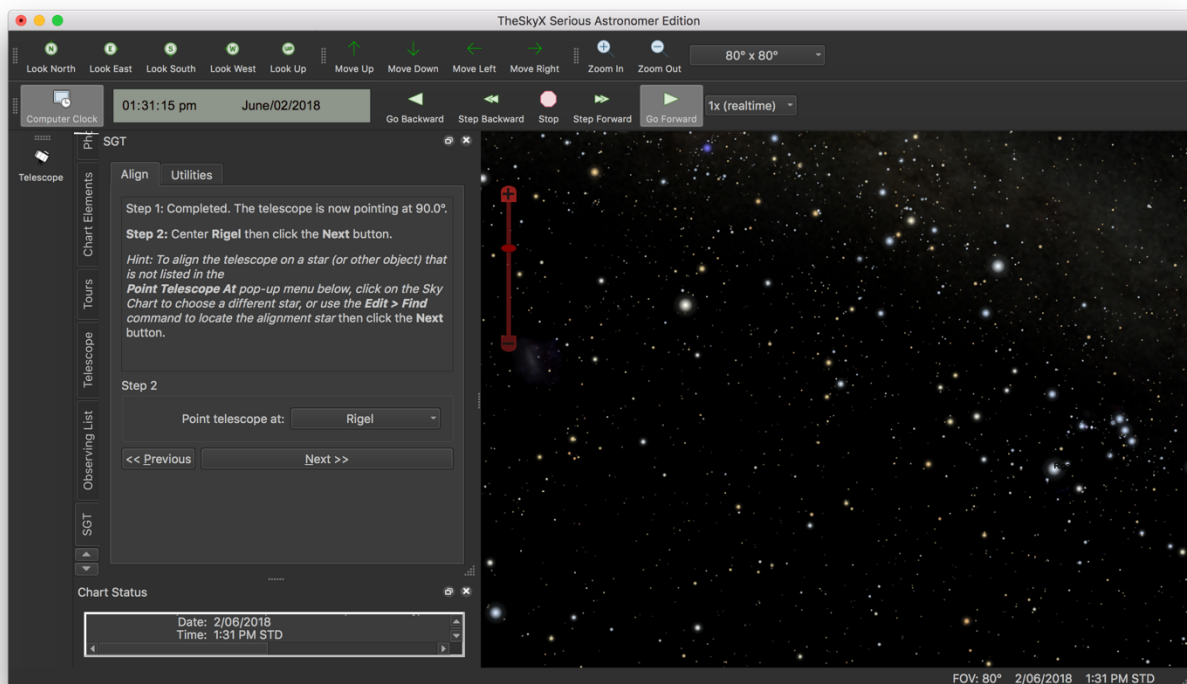 TheSkyX Serious Astronomer Edition
N E S W UP
Look North Look East Look South Look West Look Up Move Up Move Down Move Left Move Right Zoom In Zoom Out 80° x 80°
Computer Clock 01:31:15 pm June/02/2018 Go Backward Step Backward Stop Step Forward Go Forward 1x (realtime)
Telescope
Chart Elements
Tours
Telescope
Observing List
SGT
SGT
Align Utilities
Step 1: Completed. The telescope is now pointing at 90.0°.
Step 2: Center Rigel then click the Next button.
Hint: To align the telescope on a star (or other object) that
is not listed in the
Point Telescope At pop-up menu below, click on the Sky
Chart to choose a different star, or use the Edit > Find
command to locate the alignment star then click the Next
button.
Step 2
Point telescope at: Rigel
<< Previous Next >>
Chart Status
Date: 2/06/2018
Time: 1:31 PM STD
FOV: 80° 2/06/2018 1:31 PM STD